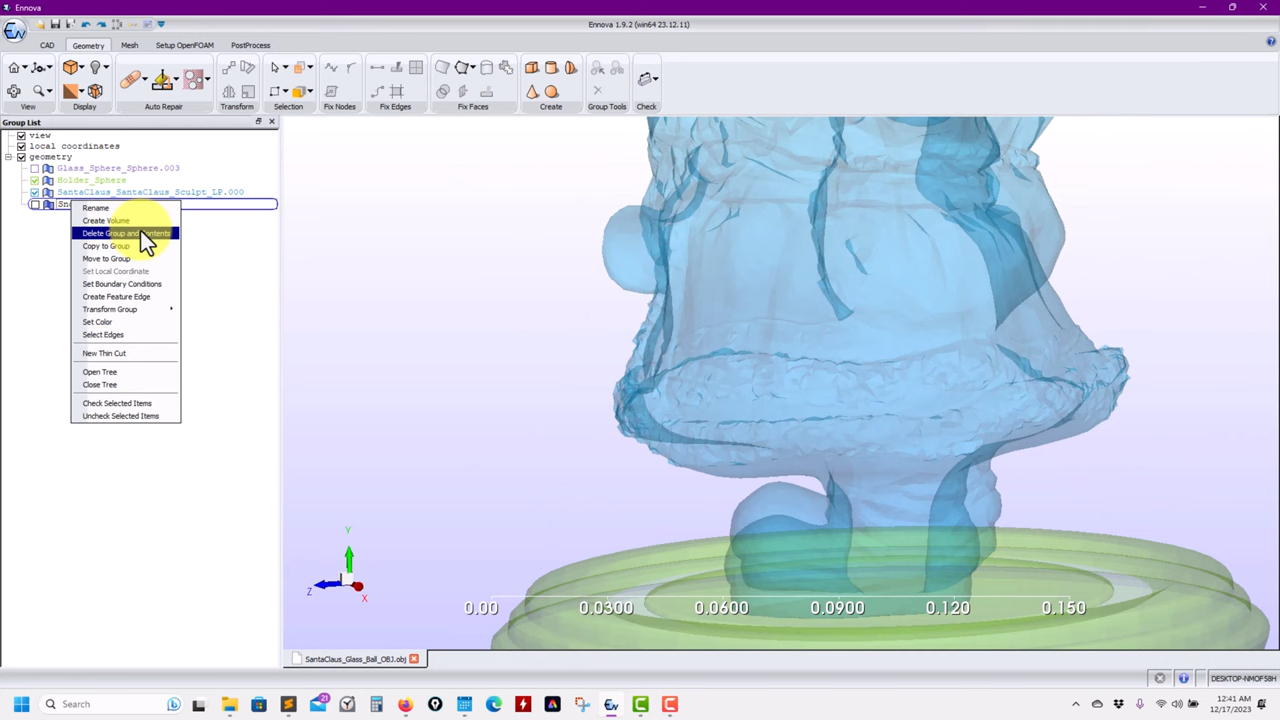 Ennova
Ennova 1.9.2 (win64 23.12.11)
CAD Geometry Mesh Setup OpenFOAM PostProcess
View Display Auto Repair Transform Selection Fix Nodes Fix Edges Fix Faces Create Group Tools Check
Group List
view
local coordinates
geometry
Glass_Sphere_Sphere.003
Holder_Sphere
SantaClaus_SantaClaus_Sculpt_LP.000
Rename
Create Volume
Delete Group and Contents
Copy to Group
Move to Group
Set Local Coordinate
Set Boundary Conditions
Create Feature Edge
Transform Group
Set Color
Select Edges
New Thin Cut
Open Tree
Close Tree
Check Selected Items
Uncheck Selected Items
Y
Z
X
0.00 0.0300 0.0600 0.0900 0.120 0.150
SantaClaus_Glass_Ball_OBJ.obj
DESKTOP-NMOF58H
Search
21
12:41 AM
12/17/2023